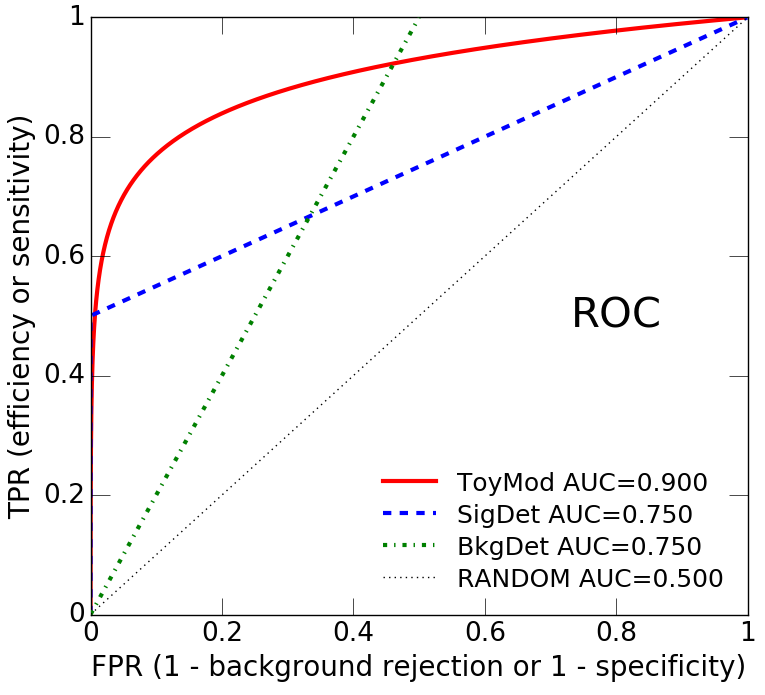 1
0.8
0.6
0.4
0.2
0
TPR (efficiency or sensitivity)
ROC
ToyMod AUC=0.900
SigDet AUC=0.750
BkgDet AUC=0.750
RANDOM AUC=0.500
0 0.2 0.4 0.6 0.8 1
FPR (1 - background rejection or 1 - specificity)